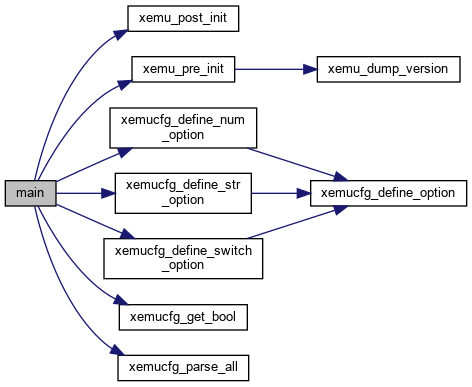 xemu_post_init
xemu_pre_init
xemu_dump_version
xemucfg_define_num
_option
main
xemucfg_define_str
_option
xemucfg_define_option
xemucfg_define_switch
_option
xemucfg_get_bool
xemucfg_parse_all